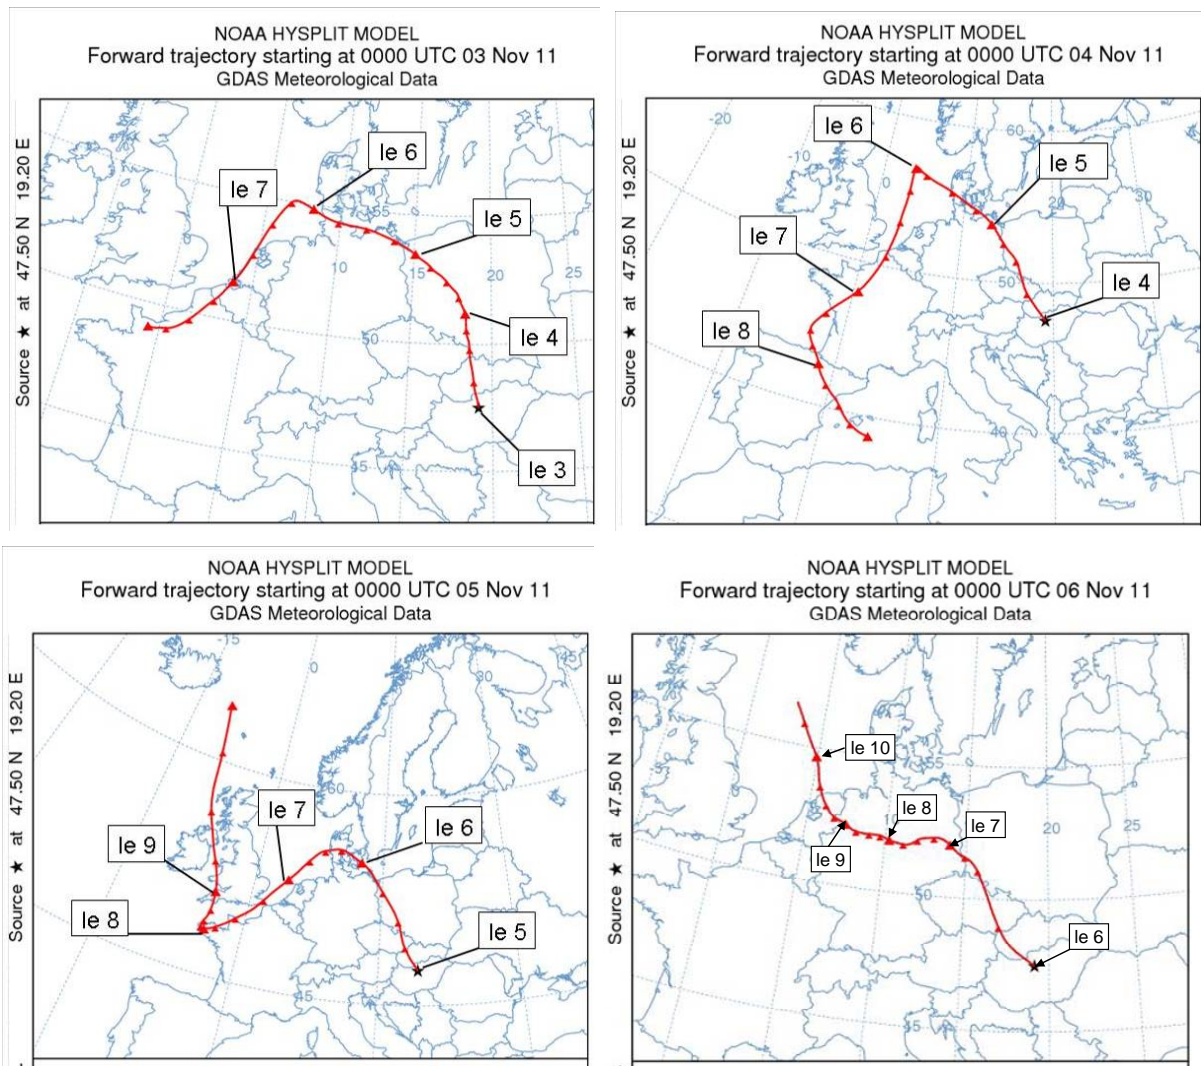 NOAA HYSPLIT MODEL
Forward trajectory starting at 0000 UTC 03 Nov 11
GDAS Meteorological Data
Source ★ at 47.50 N 19.20 E
le 6
le 7
le 5
le 4
le 3
55
5
10
15
20
25
50
45
NOAA HYSPLIT MODEL
Forward trajectory starting at 0000 UTC 04 Nov 11
GDAS Meteorological Data
Source ★ at 47.50 N 19.20 E
le 6
le 5
le 7
le 4
le 8
-20
-10
0
60
20
30
50
40
NOAA HYSPLIT MODEL
Forward trajectory starting at 0000 UTC 05 Nov 11
GDAS Meteorological Data
Source ★ at 47.50 N 19.20 E
-15
0
30
45
60
le 7
le 6
le 9
le 8
le 5
45
NOAA HYSPLIT MODEL
Forward trajectory starting at 0000 UTC 06 Nov 11
GDAS Meteorological Data
Source ★ at 47.50 N 19.20 E
le 10
55
le 8
le 7
le 9
20
25
50
le 6
45